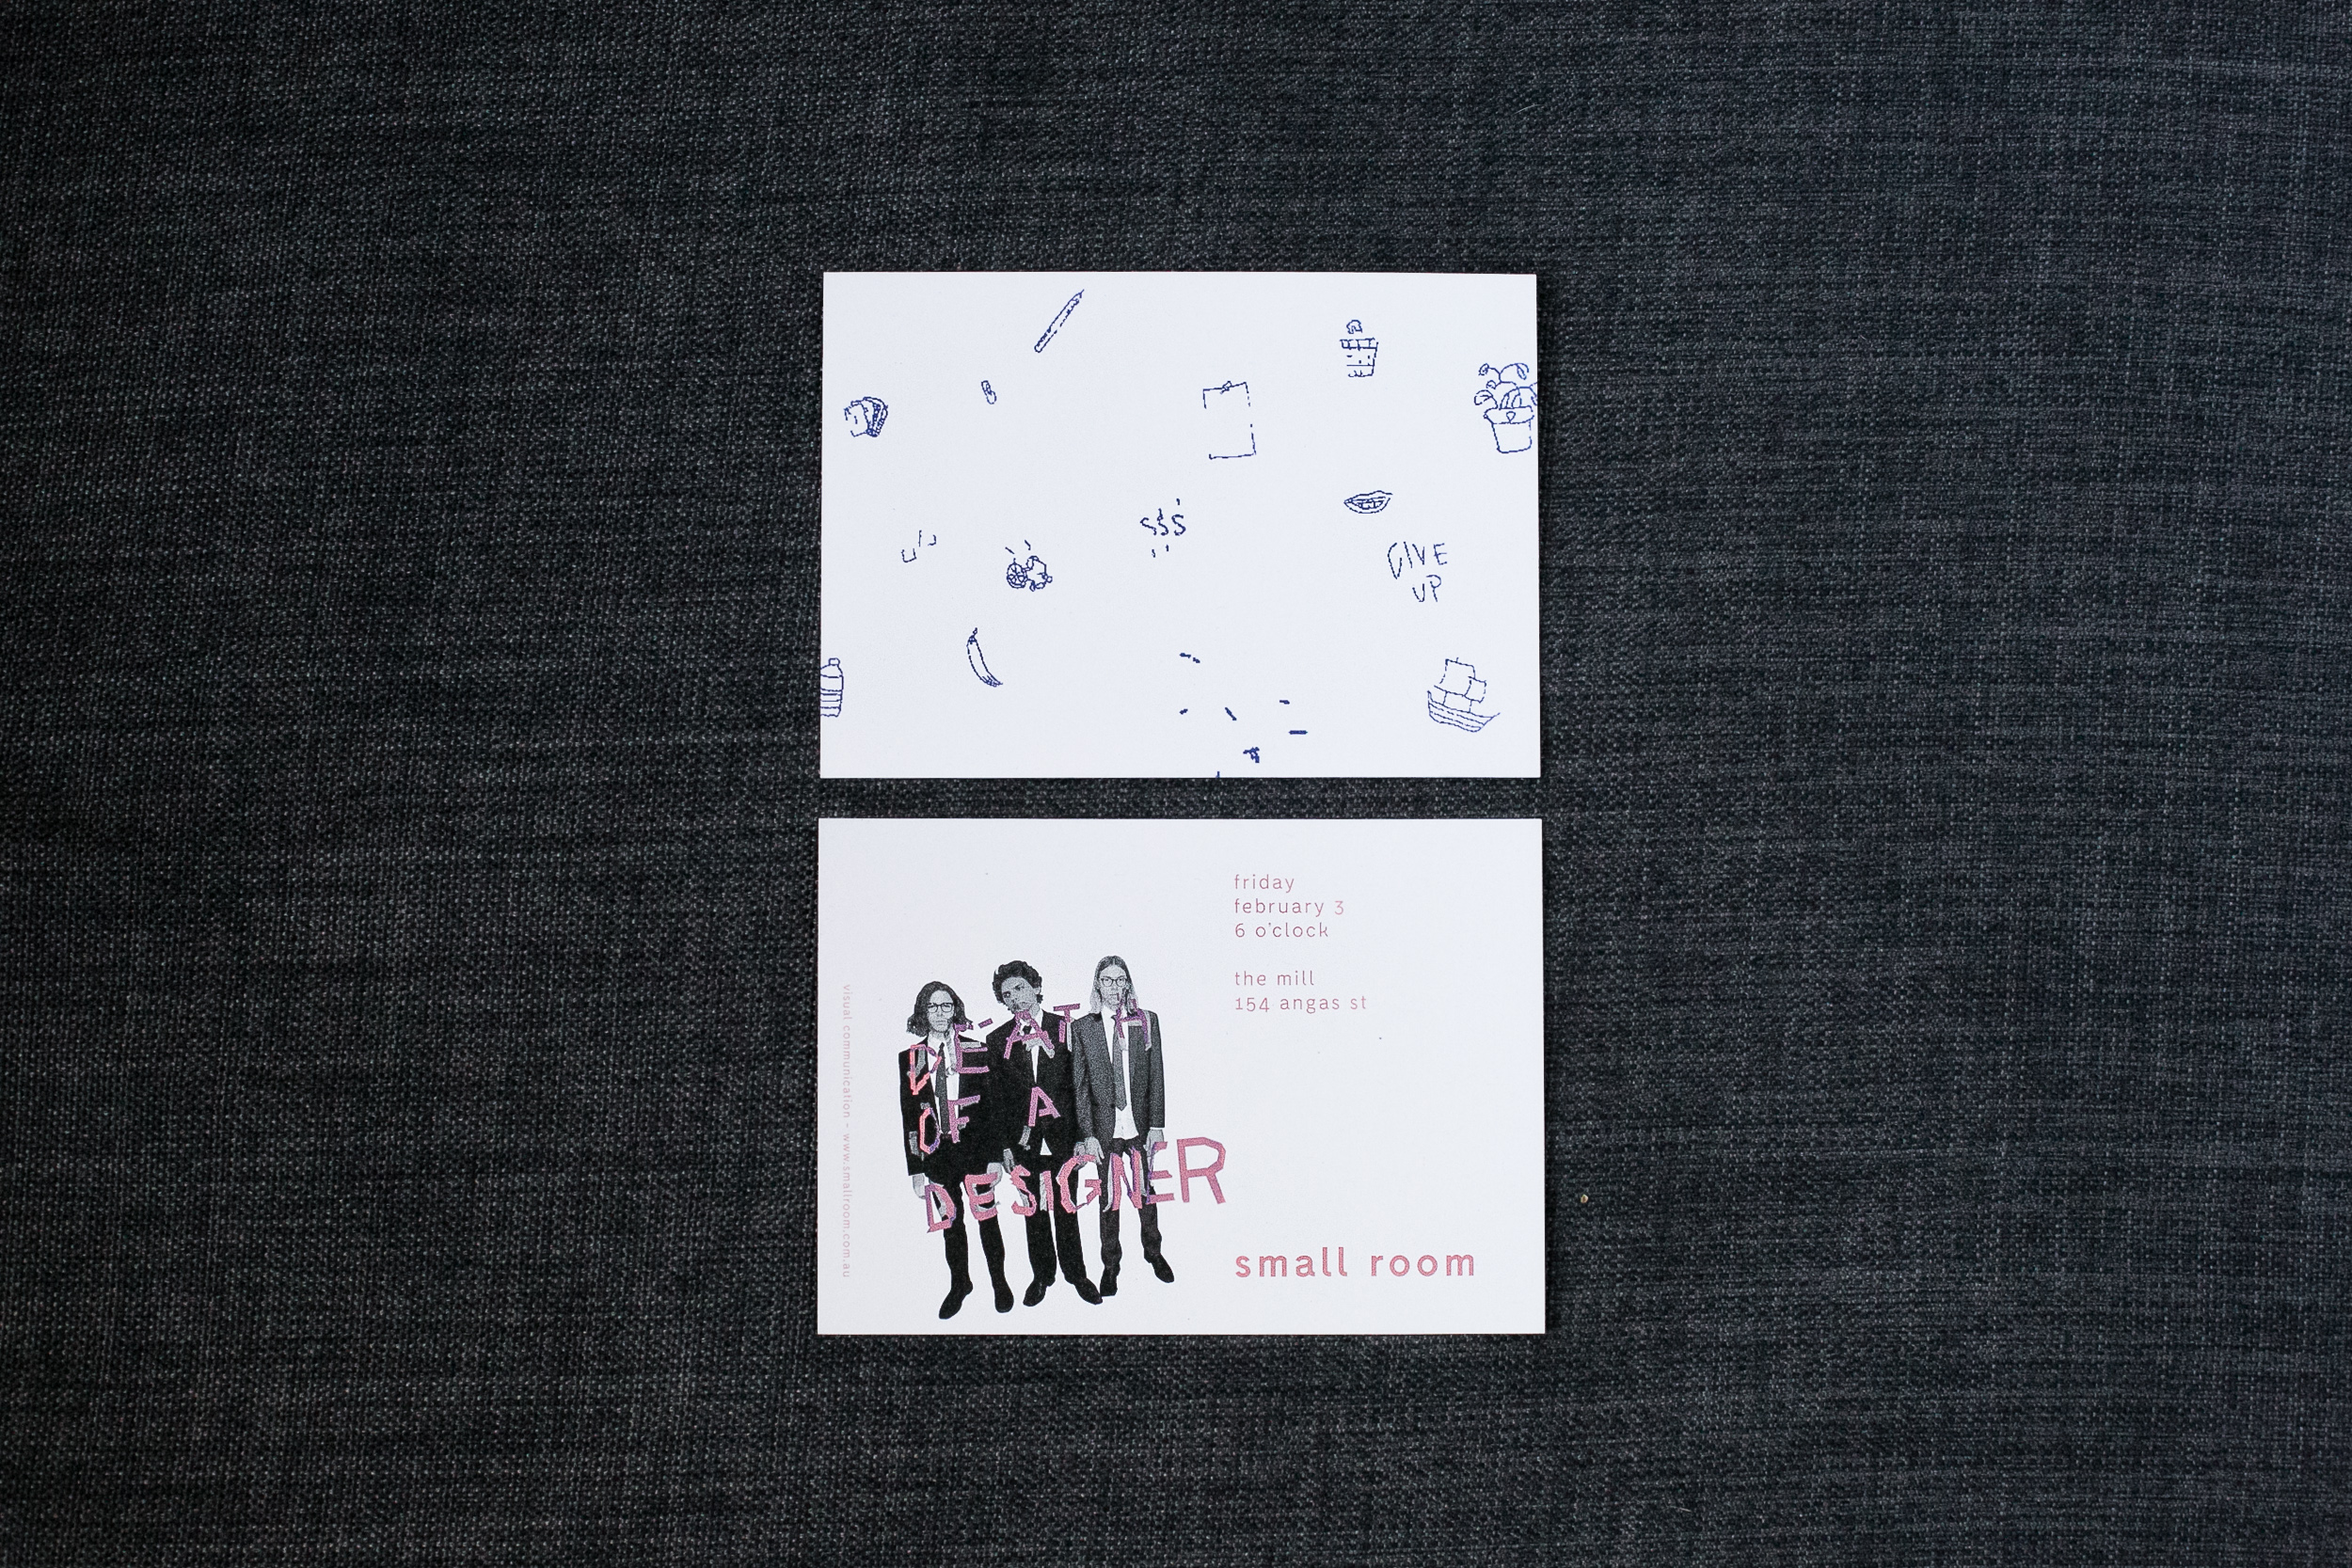 $$$
GIVE
UP
friday
february 3
6 o'clock
the mill
154 angas st
visual communication - www.smallroom.com.au
DEATH
OF A
DESIGNER
small room